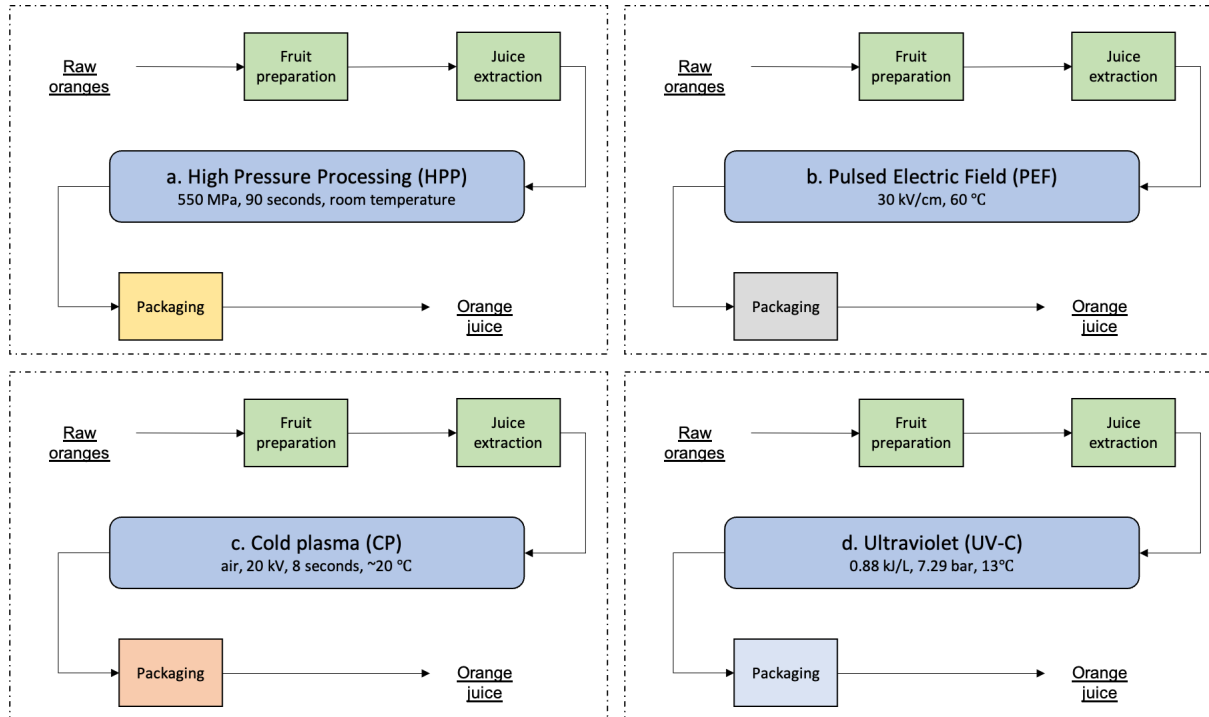 Raw
oranges
Fruit
preparation
Juice
extraction
a. High Pressure Processing (HPP)
550 MPa, 90 seconds, room temperature
Packaging
Orange
juice
Raw
oranges
Fruit
preparation
Juice
extraction
b. Pulsed Electric Field (PEF)
30 kV/cm, 60 ℃
Packaging
Orange
juice
Raw
oranges
Fruit
preparation
Juice
extraction
c. Cold plasma (CP)
air, 20 kV, 8 seconds, ~20 ℃
Packaging
Orange
juice
Raw
oranges
Fruit
preparation
Juice
extraction
d. Ultraviolet (UV-C)
0.88 kJ/L, 7.29 bar, 13℃
Packaging
Orange
juice